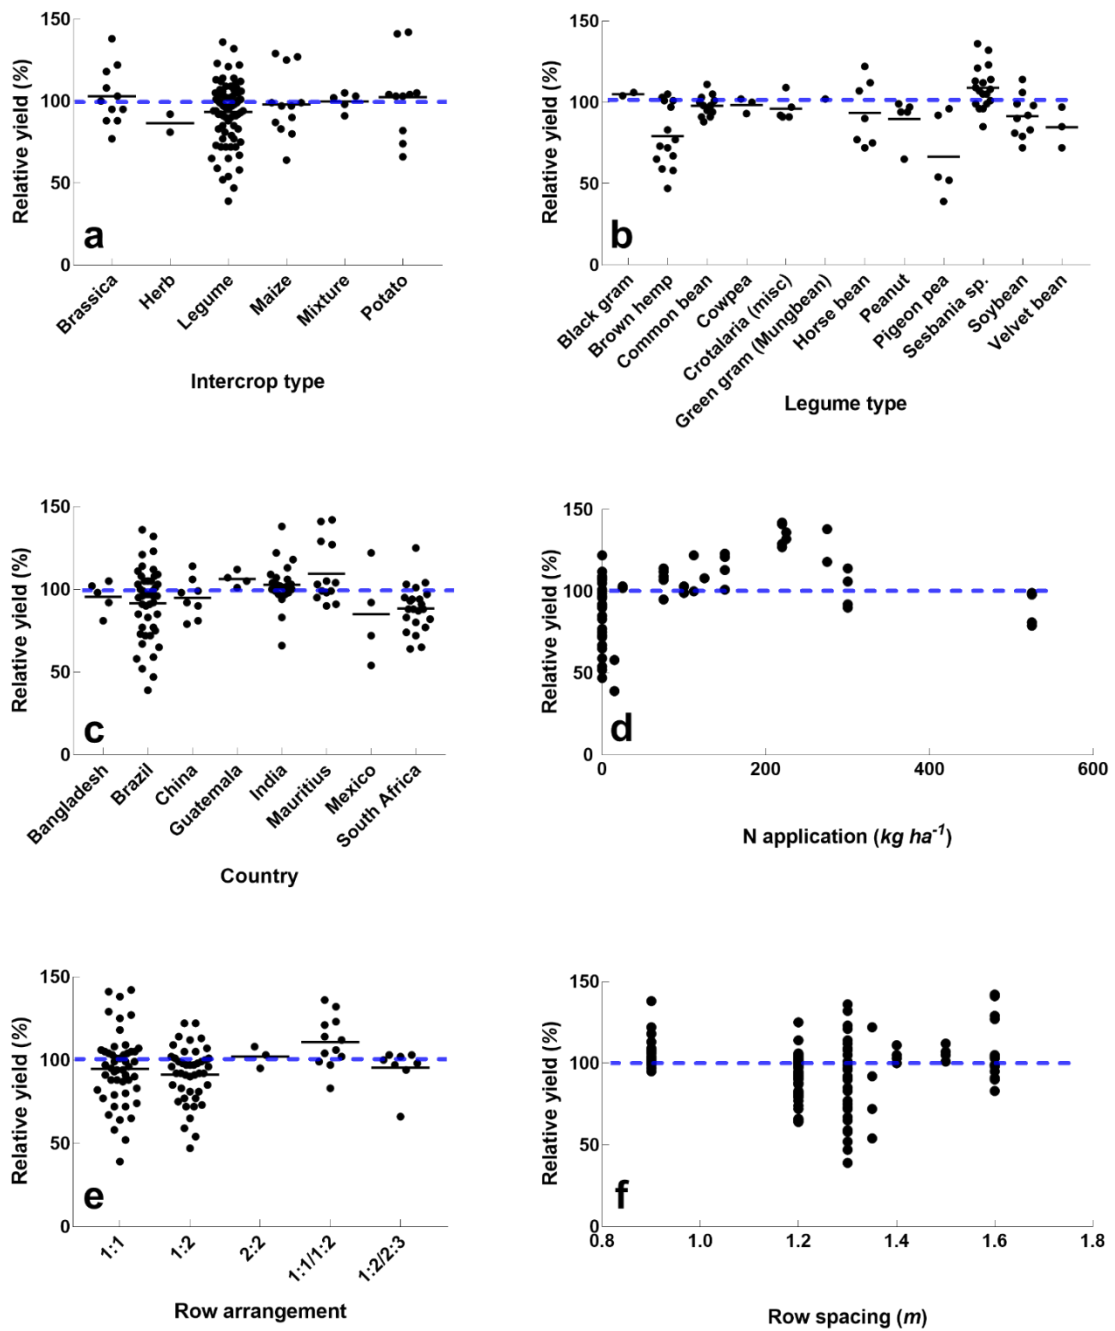 150
100
50
0
Relative yield (%)
a
Brassica
Herb
Legume
Maize
Mixture
Potato
Intercrop type
150
100
50
0
Relative yield (%)
b
Black gram
Brown hemp
Common bean
Cowpea
Crotalaria (misc)
Green gram (Mungbean)
Horse bean
Peanut
Pigeon pea
Sesbania sp.
Soybean
Velvet bean
Legume type
150
100
50
0
Relative yield (%)
c
Bangladesh
Brazil
China
Guatemala
India
Mauritius
Mexico
South Africa
Country
150
100
50
0
Relative yield (%)
d
0 200 400 600
N application (kg ha⁻¹)
150
100
50
0
Relative yield (%)
e
1:1
1:2
2:2
1:1/1:2
1:2/2:3
Row arrangement
150
100
50
0
Relative yield (%)
f
0.8 1.0 1.2 1.4 1.6 1.8
Row spacing (m)